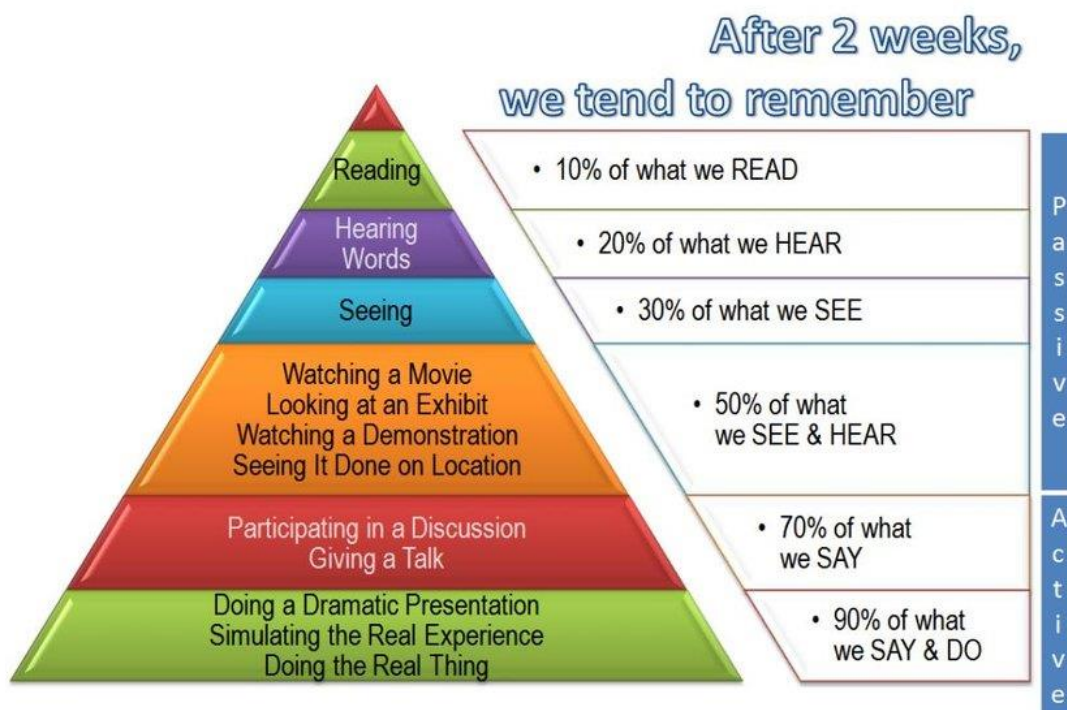 After 2 weeks,
we tend to remember
Reading
• 10% of what we READ
Hearing
Words
• 20% of what we HEAR
Seeing
• 30% of what we SEE
Watching a Movie
Looking at an Exhibit
Watching a Demonstration
Seeing It Done on Location
• 50% of what
we SEE & HEAR
Passive
Participating in a Discussion
Giving a Talk
• 70% of what
we SAY
Doing a Dramatic Presentation
Simulating the Real Experience
Doing the Real Thing
• 90% of what
we SAY & DO
Active